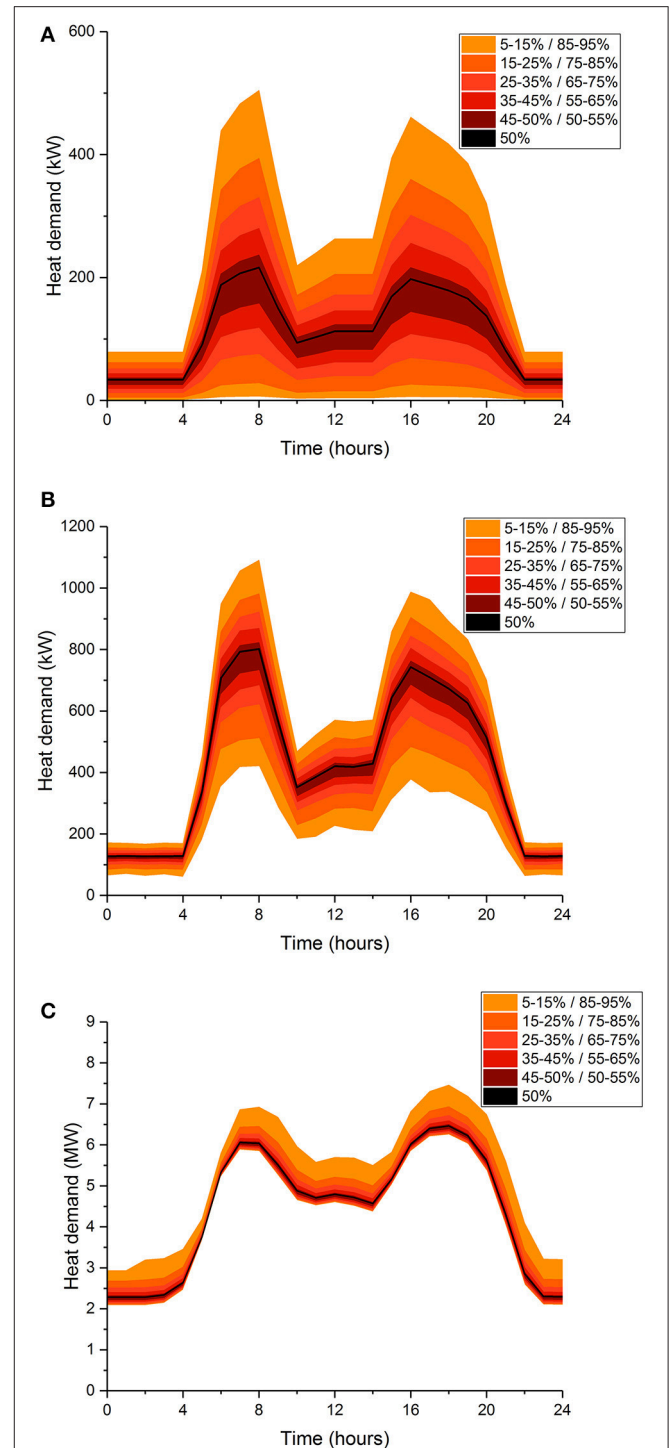 A
600
400
200
0
Heat demand (kW)
5-15% / 85-95%
15-25% / 75-85%
25-35% / 65-75%
35-45% / 55-65%
45-50% / 50-55%
50%
0 4 8 12 16 20 24
Time (hours)
B
1200
1000
800
600
400
200
0
Heat demand (kW)
5-15% / 85-95%
15-25% / 75-85%
25-35% / 65-75%
35-45% / 55-65%
45-50% / 50-55%
50%
0 4 8 12 16 20 24
Time (hours)
C
9
8
7
6
5
4
3
2
1
0
Heat demand (MW)
5-15% / 85-95%
15-25% / 75-85%
25-35% / 65-75%
35-45% / 55-65%
45-50% / 50-55%
50%
0 4 8 12 16 20 24
Time (hours)